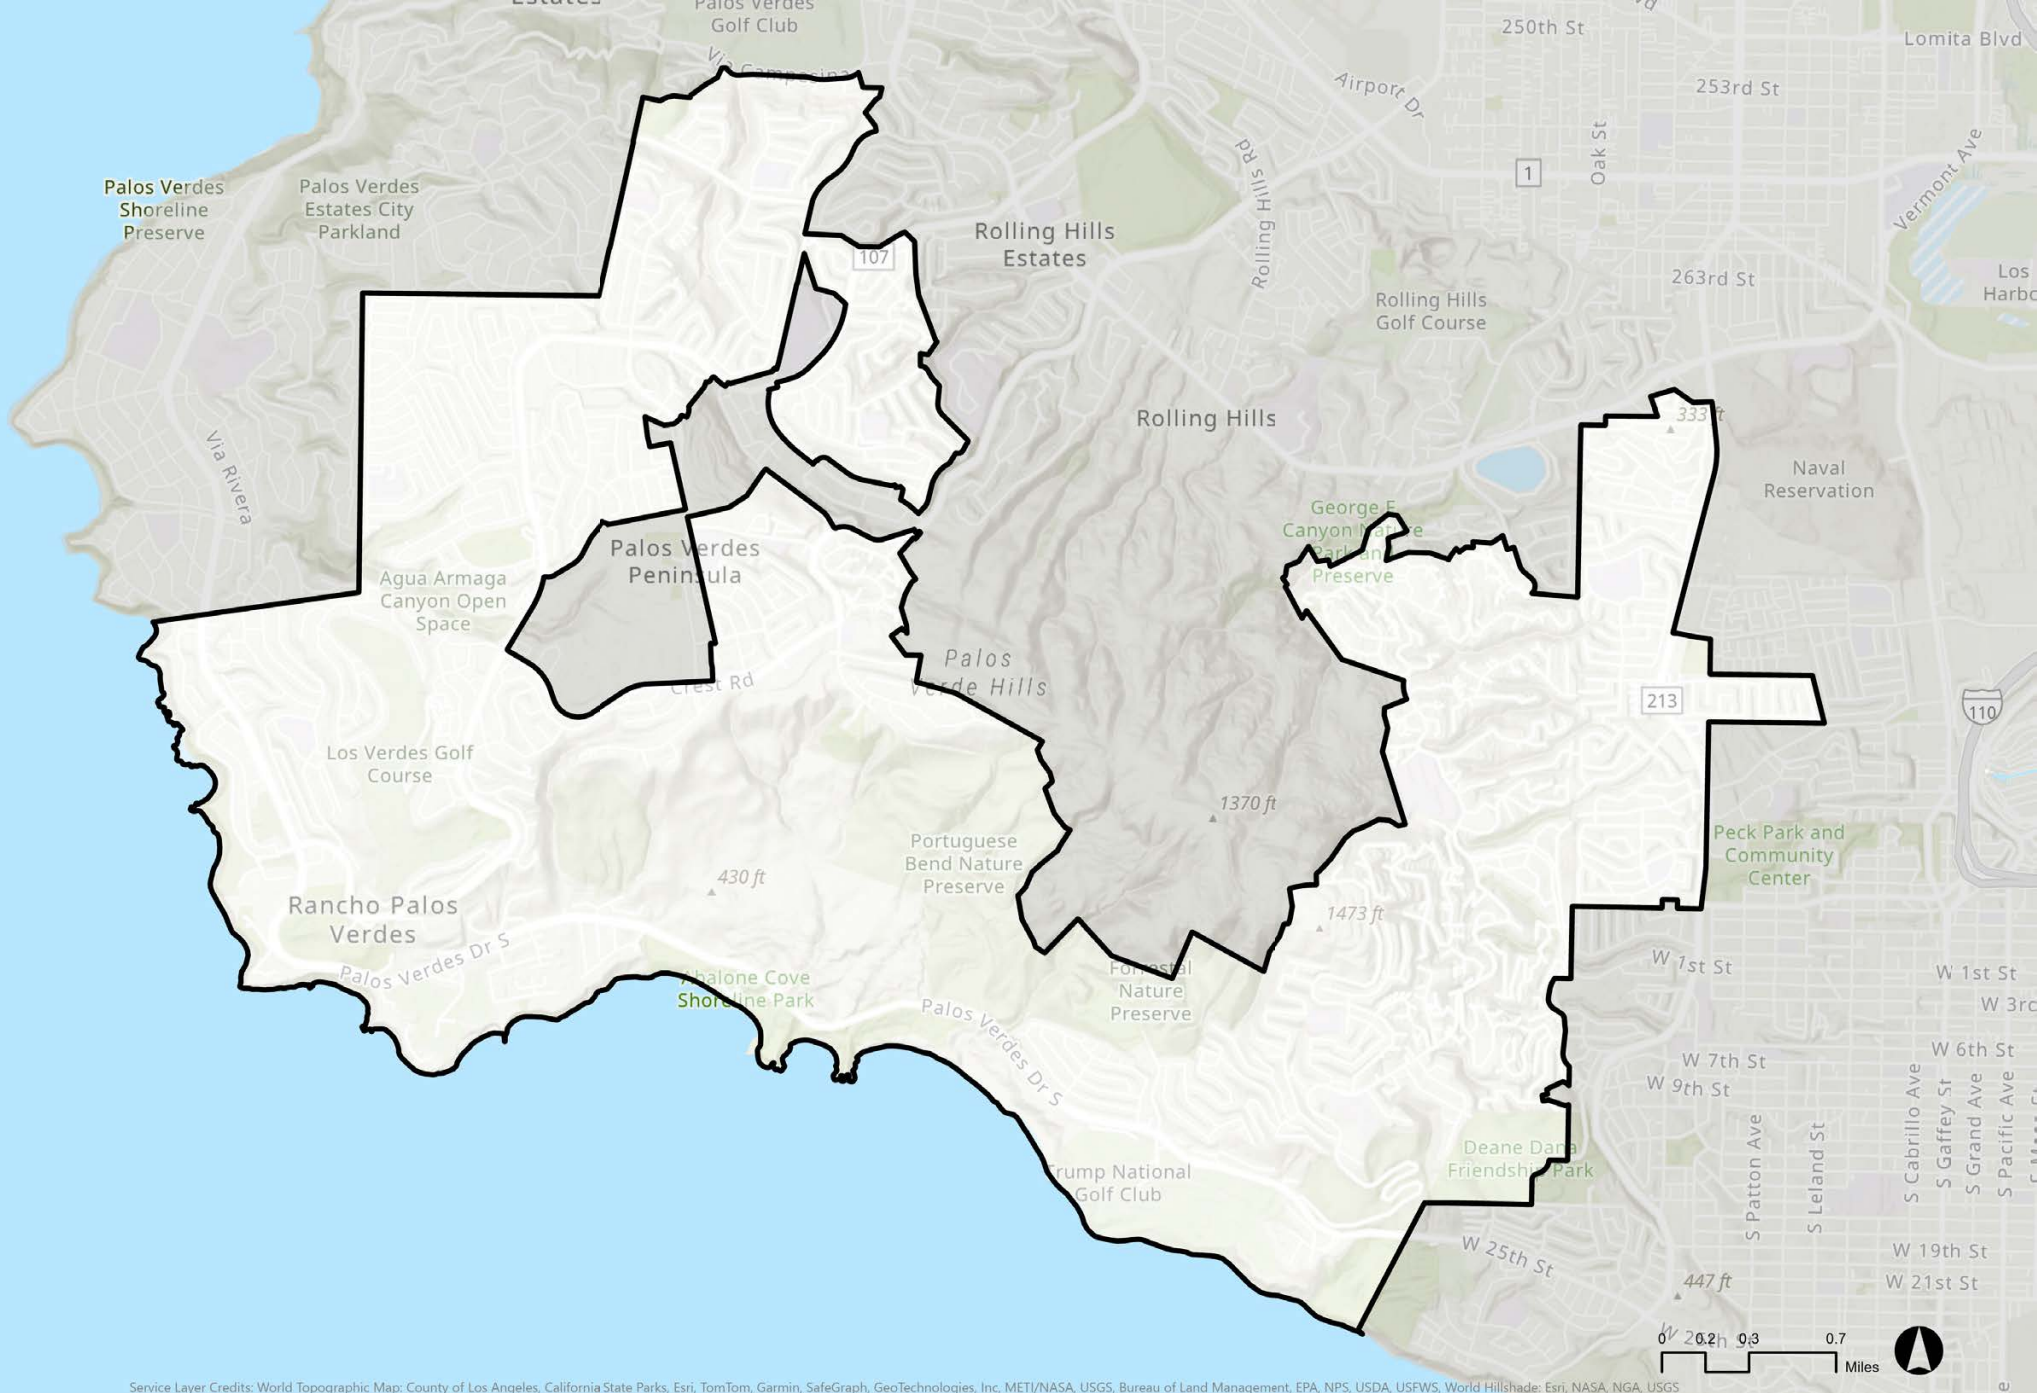 Estates
Palos Verdes
Golf Club
Via Campesina
250th St
Lomita Blvd
Airport Dr
253rd St
Oak St
Vermont Ave
Rolling Hills Rd
1
Palos Verdes
Shoreline
Preserve
Palos Verdes
Estates City
Parkland
Rolling Hills
Estates
107
263rd St
Los
Harbo
Rolling Hills
Golf Course
Rolling Hills
333 ft
Via Rivera
Naval
Reservation
George F
Canyon Nature
Park and
Preserve
Palos Verdes
Peninsula
Agua Armaga
Canyon Open
Space
Palos
Verde Hills
Crest Rd
213
110
Los Verdes Golf
Course
1370 ft
Portuguese
Bend Nature
Preserve
Peck Park and
Community
Center
430 ft
Rancho Palos
Verdes
1473 ft
Palos Verdes Dr S
Abalone Cove
Shoreline Park
Forrestal
Nature
Preserve
W 1st St
W 1st St
W 3rd
Palos Verdes Dr S
W 6th St
W 7th St
W 9th St
S Cabrillo Ave
S Gaffey St
S Grand Ave
S Pacific Ave
S Patton Ave
S Leland St
Deane Dana
Friendship Park
Trump National
Golf Club
W 25th St
W 19th St
W 21st St
447 ft
0 0.2 0.3 0.7
Miles
Service Layer Credits: World Topographic Map: County of Los Angeles, California State Parks, Esri, TomTom, Garmin, SafeGraph, GeoTechnologies, Inc, METI/NASA, USGS, Bureau of Land Management, EPA, NPS, USDA, USFWS, World Hillshade: Esri, NASA, NGA, USGS